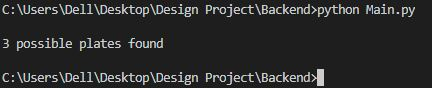 C:\Users\Dell\Desktop\Design Project\Backend>python Main.py
3 possible plates found
C:\Users\Dell\Desktop\Design Project\Backend>